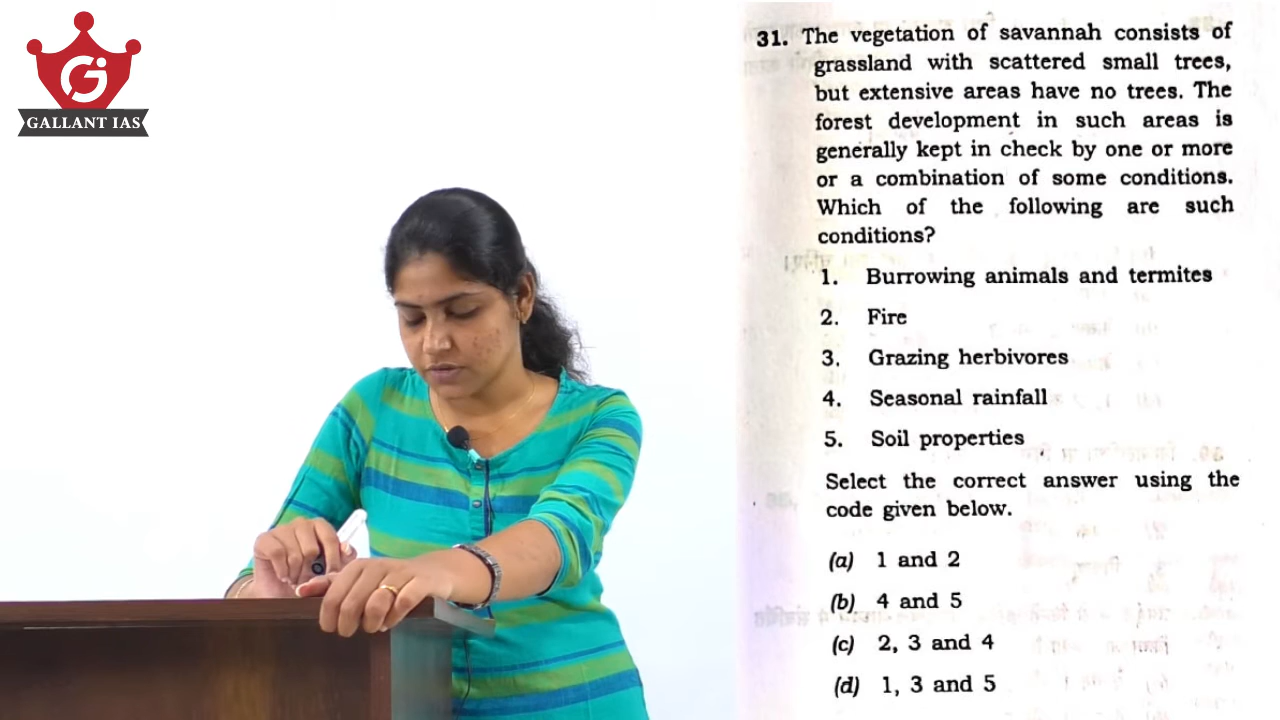 GALLANT IAS
31. The vegetation of savannah consists of
grassland with scattered small trees,
but extensive areas have no trees. The
forest development in such areas is
generally kept in check by one or more
or a combination of some conditions.
Which of the following are such
conditions?
1. Burrowing animals and termites
2. Fire
3. Grazing herbivores
4. Seasonal rainfall
5. Soil properties
Select the correct answer using the
code given below.
(a) 1 and 2
(b) 4 and 5
(c) 2, 3 and 4
(d) 1, 3 and 5